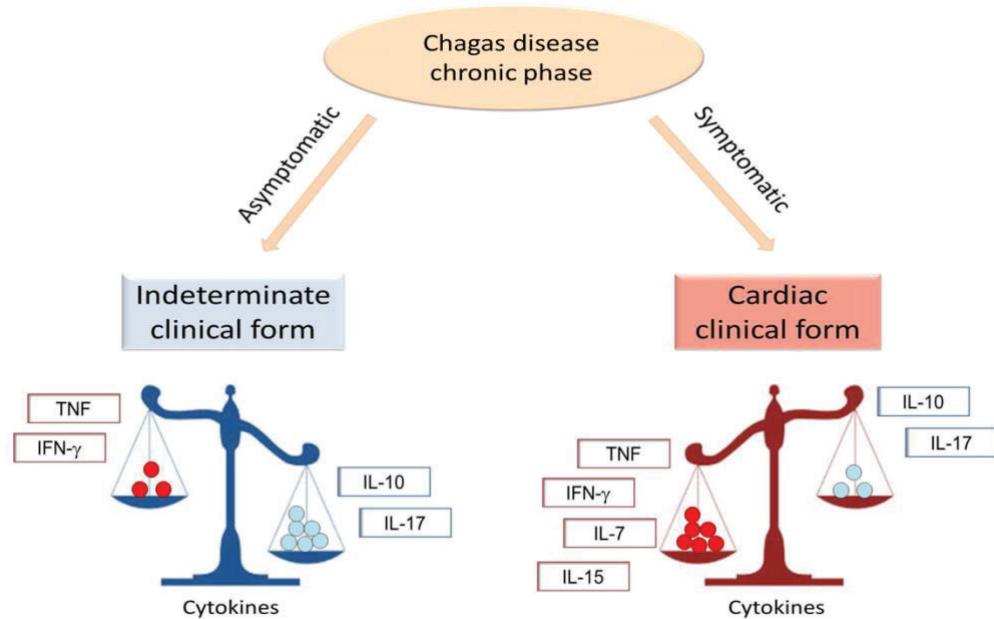 Chagas disease
chronic phase
Asymptomatic
Symptomatic
Indeterminate
clinical form
Cardiac
clinical form
TNF
IFN-γ
IL-10
IL-17
Cytokines
IL-10
IL-17
TNF
IFN-γ
IL-7
IL-15
Cytokines